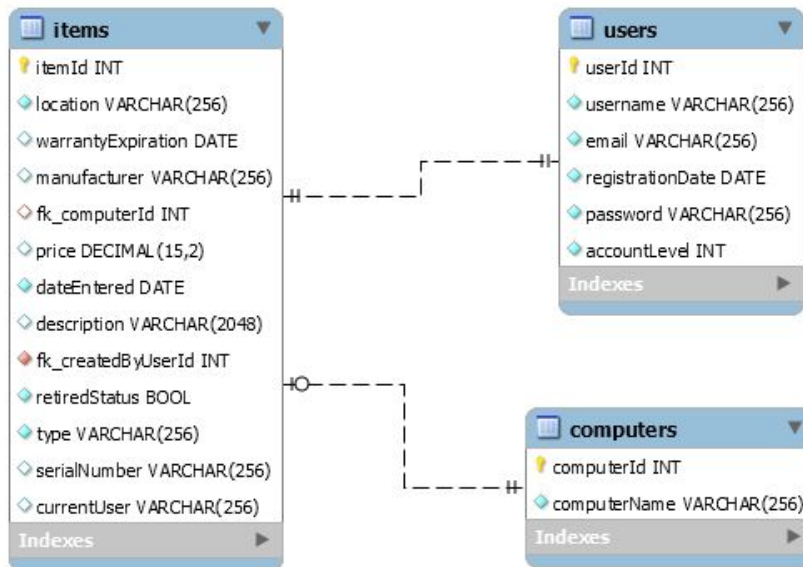 items
itemId INT
location VARCHAR(256)
warrantyExpiration DATE
manufacturer VARCHAR(256)
fk_computerId INT
price DECIMAL(15,2)
dateEntered DATE
description VARCHAR(2048)
fk_createdByUserId INT
retiredStatus BOOL
type VARCHAR(256)
serialNumber VARCHAR(256)
currentUser VARCHAR(256)
Indexes
users
userId INT
username VARCHAR(256)
email VARCHAR(256)
registrationDate DATE
password VARCHAR(256)
accountLevel INT
Indexes
computers
computerId INT
computerName VARCHAR(256)
Indexes